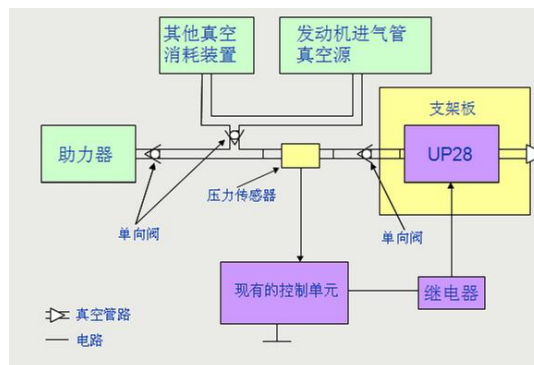 其他真空
消耗装置
发动机进气管
真空源
支架板
助力器
UP28
压力传感器
单向阀
单向阀
现有的控制单元
继电器
真空管路
电路